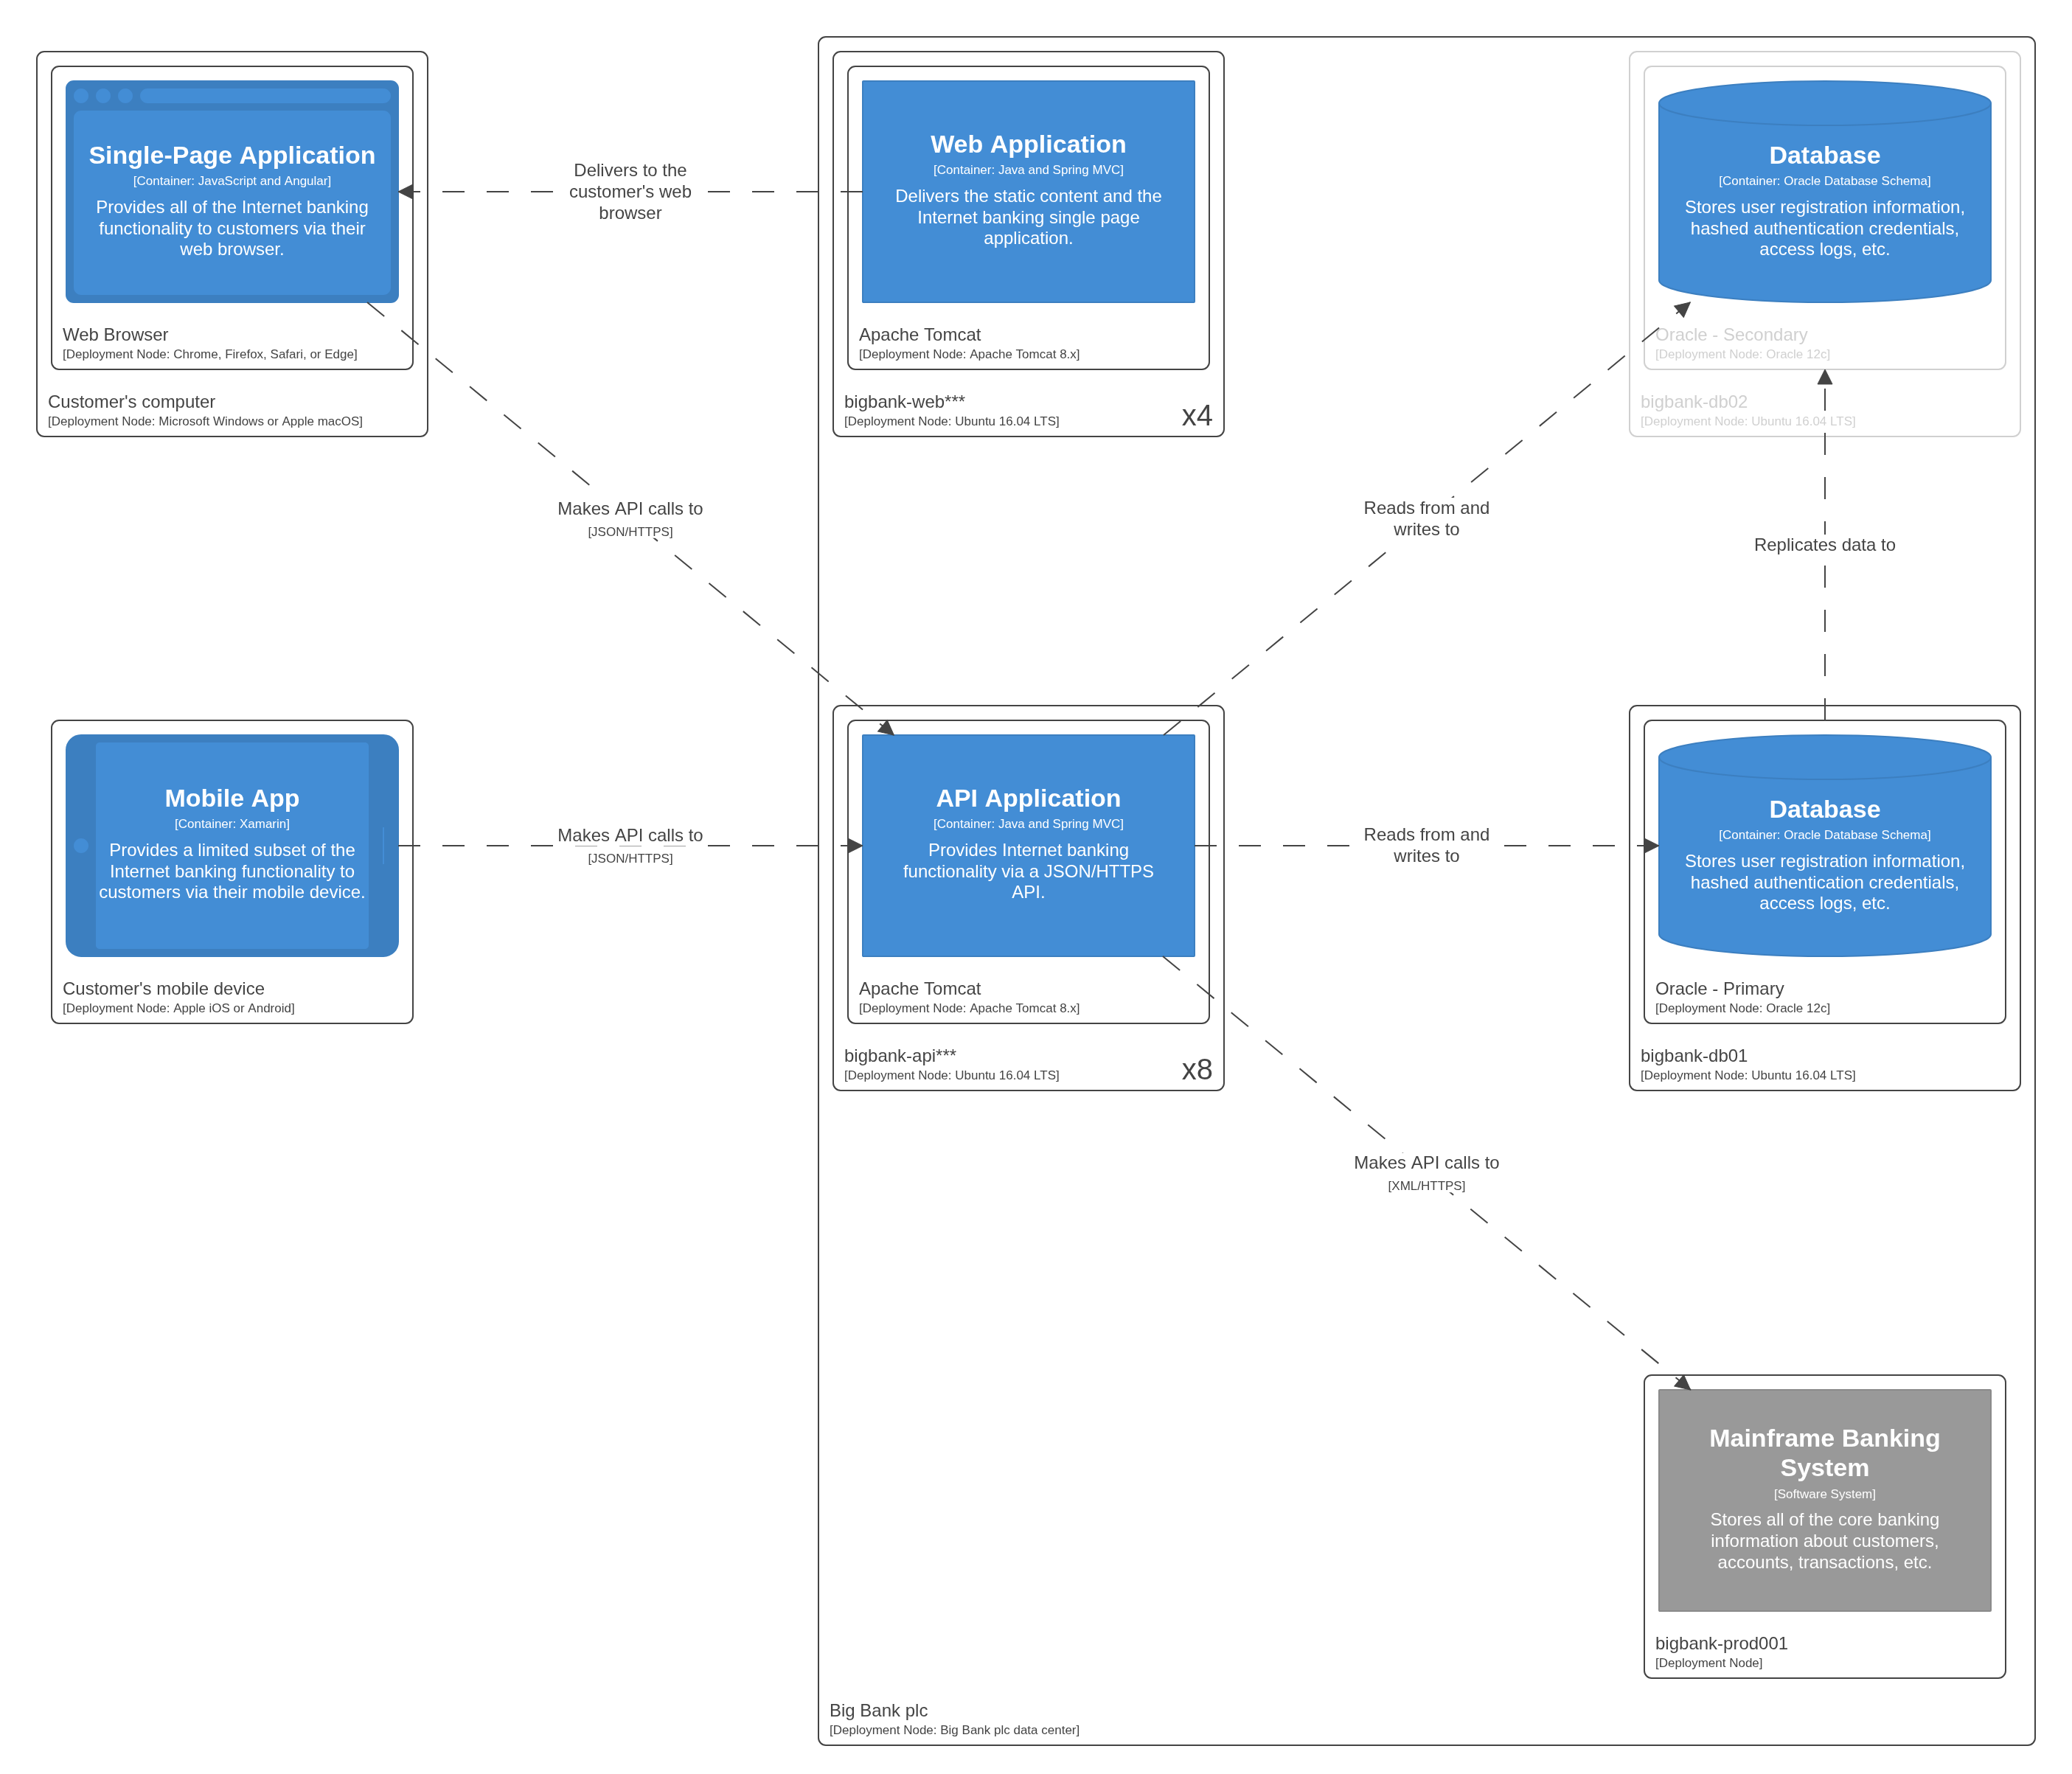 Single-Page Application
[Container: JavaScript and Angular]
Provides all of the Internet banking
functionality to customers via their
web browser.
Web Browser
[Deployment Node: Chrome, Firefox, Safari, or Edge]
Customer's computer
[Deployment Node: Microsoft Windows or Apple macOS]
Delivers to the
customer's web
browser
Web Application
[Container: Java and Spring MVC]
Delivers the static content and the
Internet banking single page
application.
Apache Tomcat
[Deployment Node: Apache Tomcat 8.x]
bigbank-web***
[Deployment Node: Ubuntu 16.04 LTS]
x4
Database
[Container: Oracle Database Schema]
Stores user registration information,
hashed authentication credentials,
access logs, etc.
Oracle - Secondary
[Deployment Node: Oracle 12c]
bigbank-db02
[Deployment Node: Ubuntu 16.04 LTS]
Makes API calls to
[JSON/HTTPS]
Reads from and
writes to
Replicates data to
Mobile App
[Container: Xamarin]
Provides a limited subset of the
Internet banking functionality to
customers via their mobile device.
Customer's mobile device
[Deployment Node: Apple iOS or Android]
Makes API calls to
[JSON/HTTPS]
API Application
[Container: Java and Spring MVC]
Provides Internet banking
functionality via a JSON/HTTPS
API.
Apache Tomcat
[Deployment Node: Apache Tomcat 8.x]
bigbank-api***
[Deployment Node: Ubuntu 16.04 LTS]
x8
Reads from and
writes to
Database
[Container: Oracle Database Schema]
Stores user registration information,
hashed authentication credentials,
access logs, etc.
Oracle - Primary
[Deployment Node: Oracle 12c]
bigbank-db01
[Deployment Node: Ubuntu 16.04 LTS]
Makes API calls to
[XML/HTTPS]
Mainframe Banking
System
[Software System]
Stores all of the core banking
information about customers,
accounts, transactions, etc.
bigbank-prod001
[Deployment Node]
Big Bank plc
[Deployment Node: Big Bank plc data center]